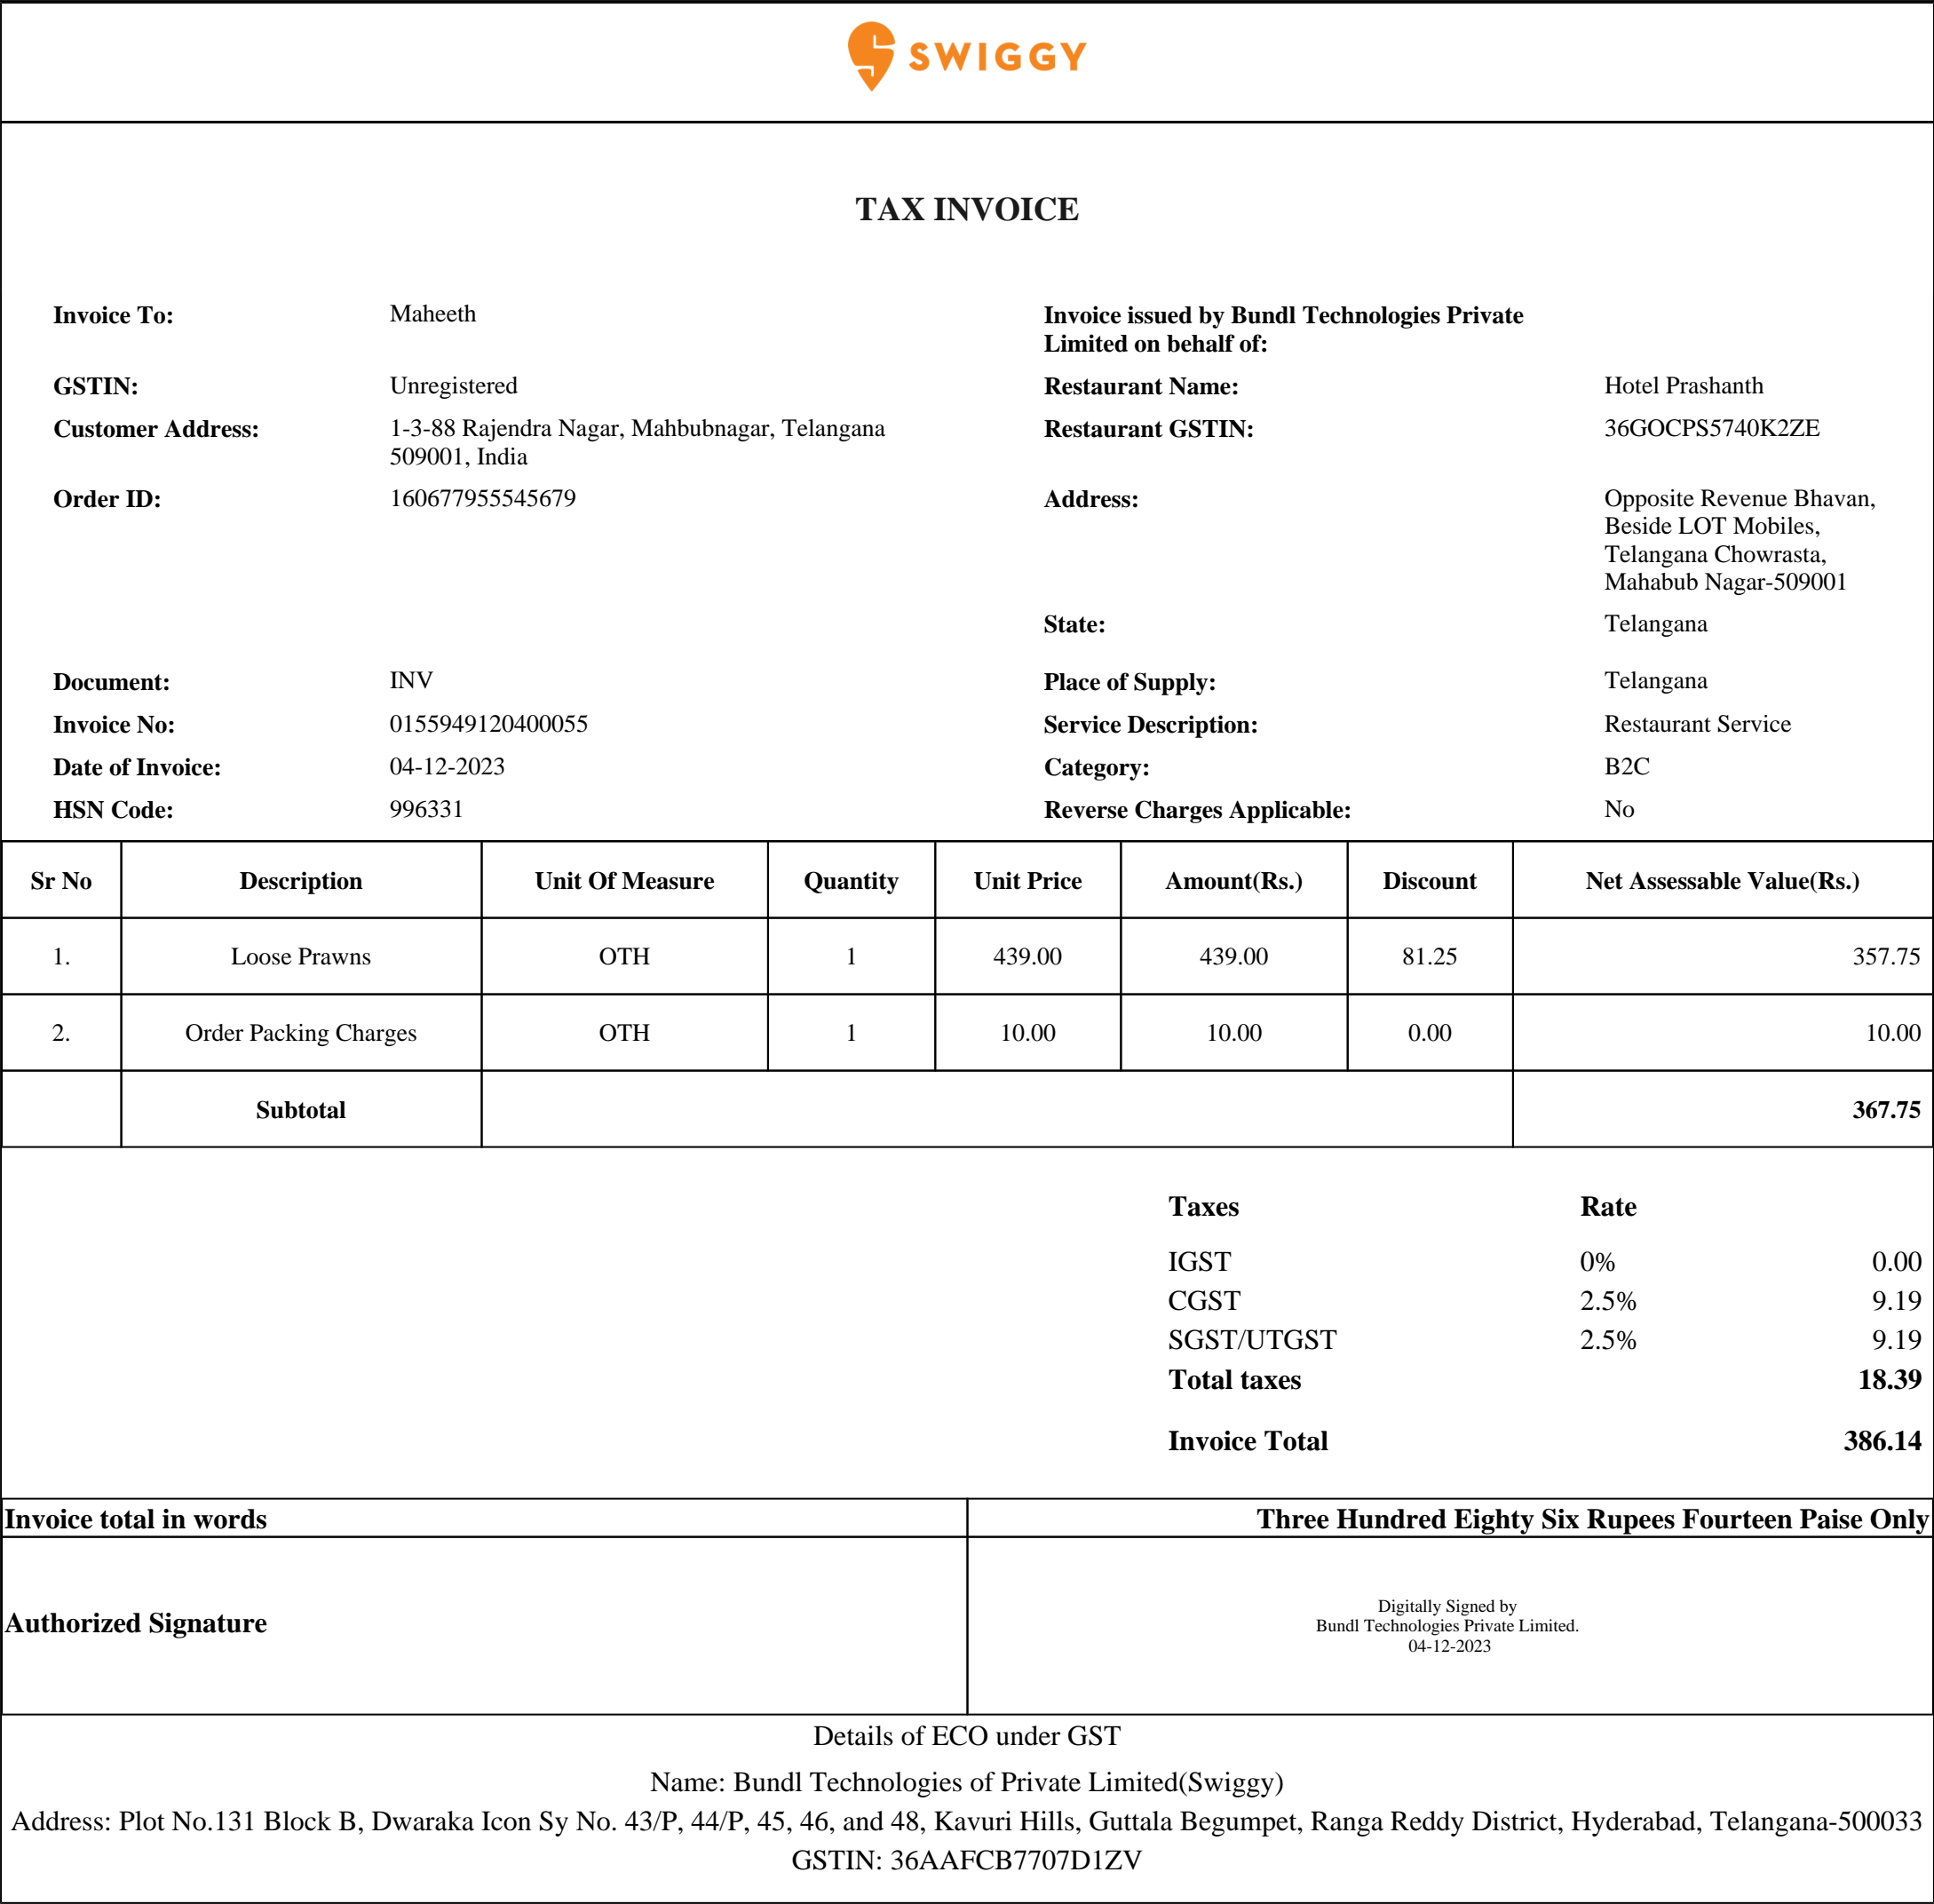 SWIGGY
TAX INVOICE
Invoice To: Maheeth Invoice issued by Bundl Technologies Private
Limited on behalf of:
GSTIN: Unregistered Restaurant Name: Hotel Prashanth
Customer Address: 1-3-88 Rajendra Nagar, Mahbubnagar, Telangana Restaurant GSTIN: 36GOCPS5740K2ZE
509001, India
Order ID: 160677955545679 Address: Opposite Revenue Bhavan,
Beside LOT Mobiles,
Telangana Chowrasta,
Mahabub Nagar-509001
State: Telangana
Document: INV Place of Supply: Telangana
Invoice No: 0155949120400055 Service Description: Restaurant Service
Date of Invoice: 04-12-2023 Category: B2C
HSN Code: 996331 Reverse Charges Applicable: No
Sr No Description Unit Of Measure Quantity Unit Price Amount(Rs.) Discount Net Assessable Value(Rs.)
1. Loose Prawns OTH 1 439.00 439.00 81.25 357.75
2. Order Packing Charges OTH 1 10.00 10.00 0.00 10.00
Subtotal 367.75
Taxes Rate
IGST 0% 0.00
CGST 2.5% 9.19
SGST/UTGST 2.5% 9.19
Total taxes 18.39
Invoice Total 386.14
Invoice total in words Three Hundred Eighty Six Rupees Fourteen Paise Only
Authorized Signature
Digitally Signed by
Bundl Technologies Private Limited.
04-12-2023
Details of ECO under GST
Name: Bundl Technologies of Private Limited(Swiggy)
Address: Plot No.131 Block B, Dwaraka Icon Sy No. 43/P, 44/P, 45, 46, and 48, Kavuri Hills, Guttala Begumpet, Ranga Reddy District, Hyderabad, Telangana-500033
GSTIN: 36AAFCB7707D1ZV